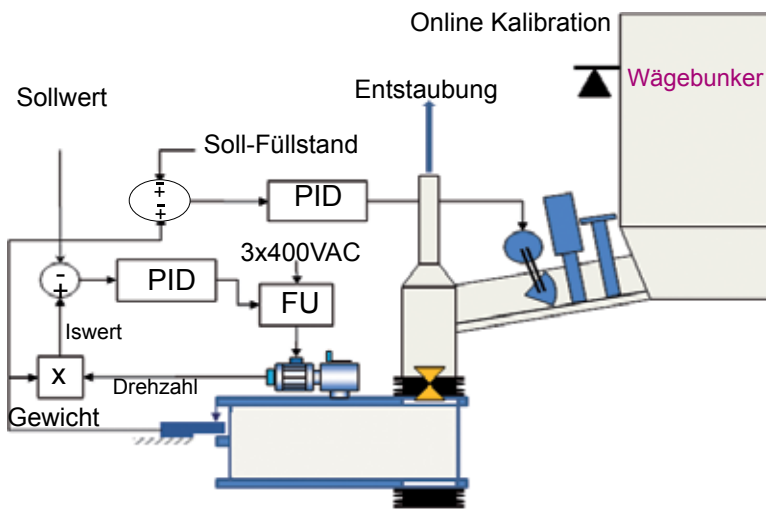 Online Kalibration
Wägebunker
Entstaubung
Sollwert
Soll-Füllstand
-
+
-
+
PID
3x400VAC
-
+
PID
FU
Iswert
x
Drehzahl
Gewicht